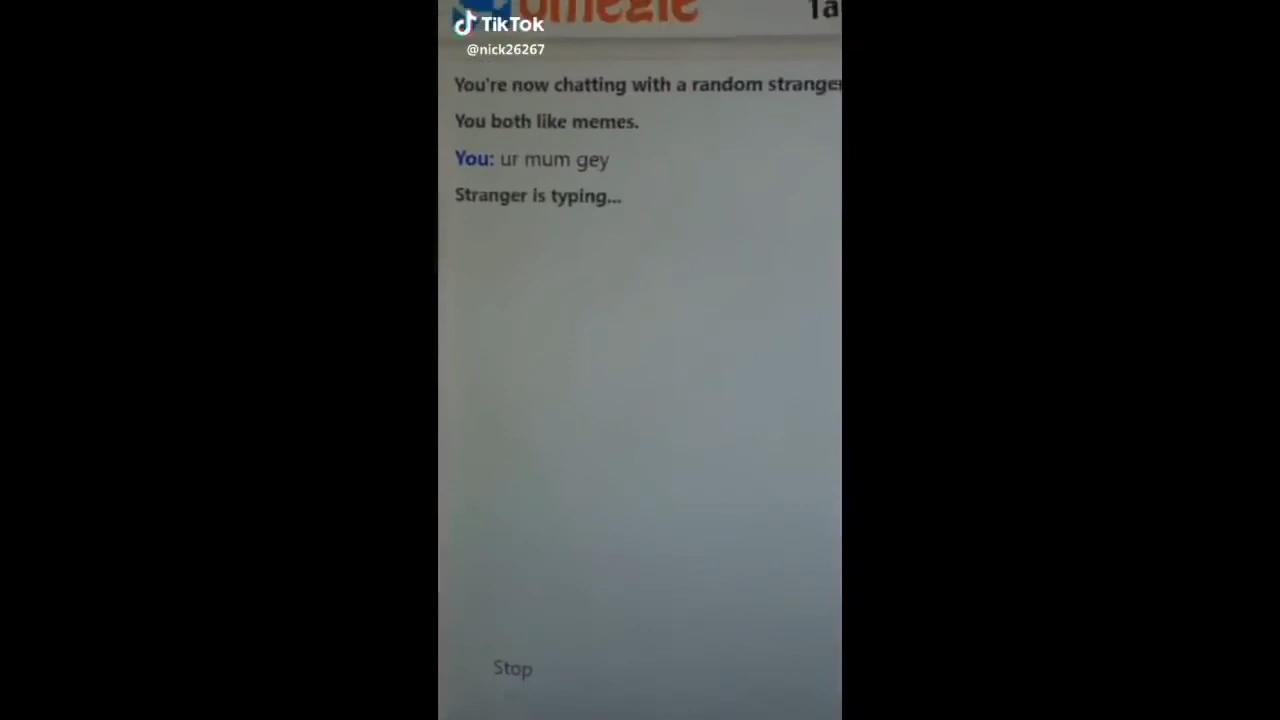 omegle
TikTok
@nick26267
You're now chatting with a random stranger
You both like memes.
You: ur mum gey
Stranger is typing...
Stop